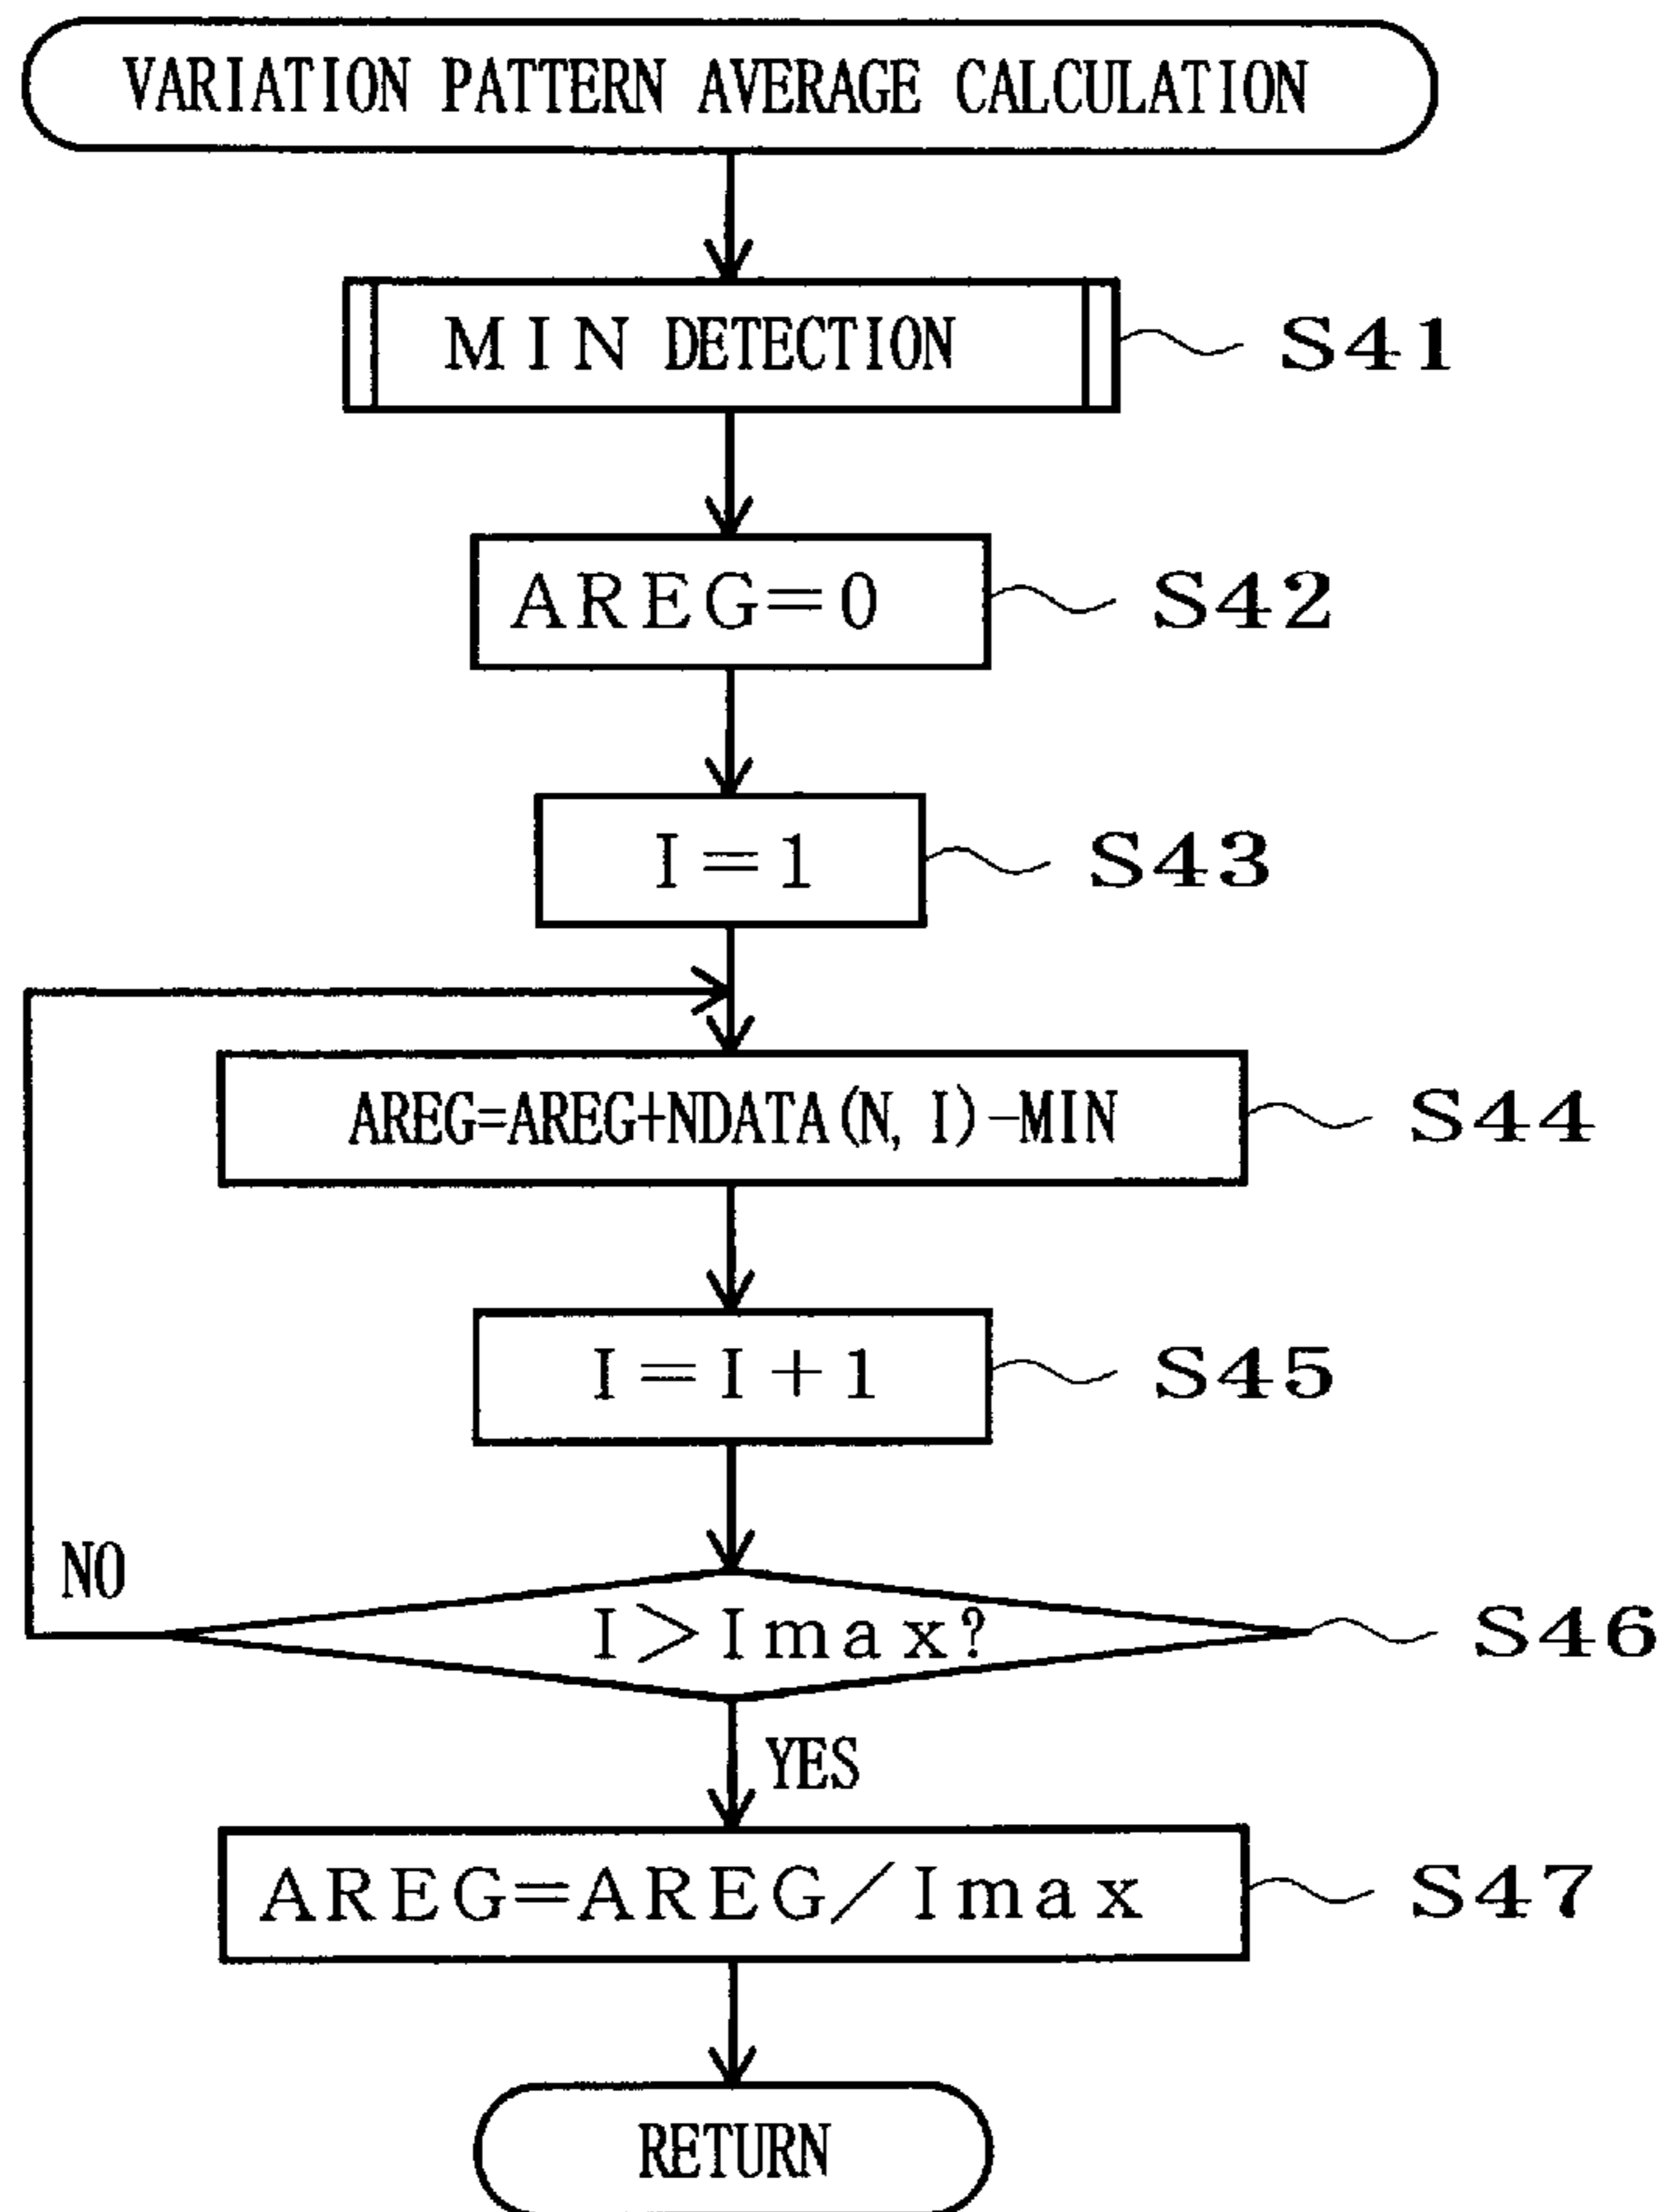 VARIATION PATTERN AVERAGE CALCULATION
MIN DETECTION
S41
AREG=0
S42
I=1
S43
AREG=AREG+NDATA(N, I)-MIN
S44
I=I+1
S45
NO
I>Imax?
S46
YES
AREG=AREG/Imax
S47
RETURN